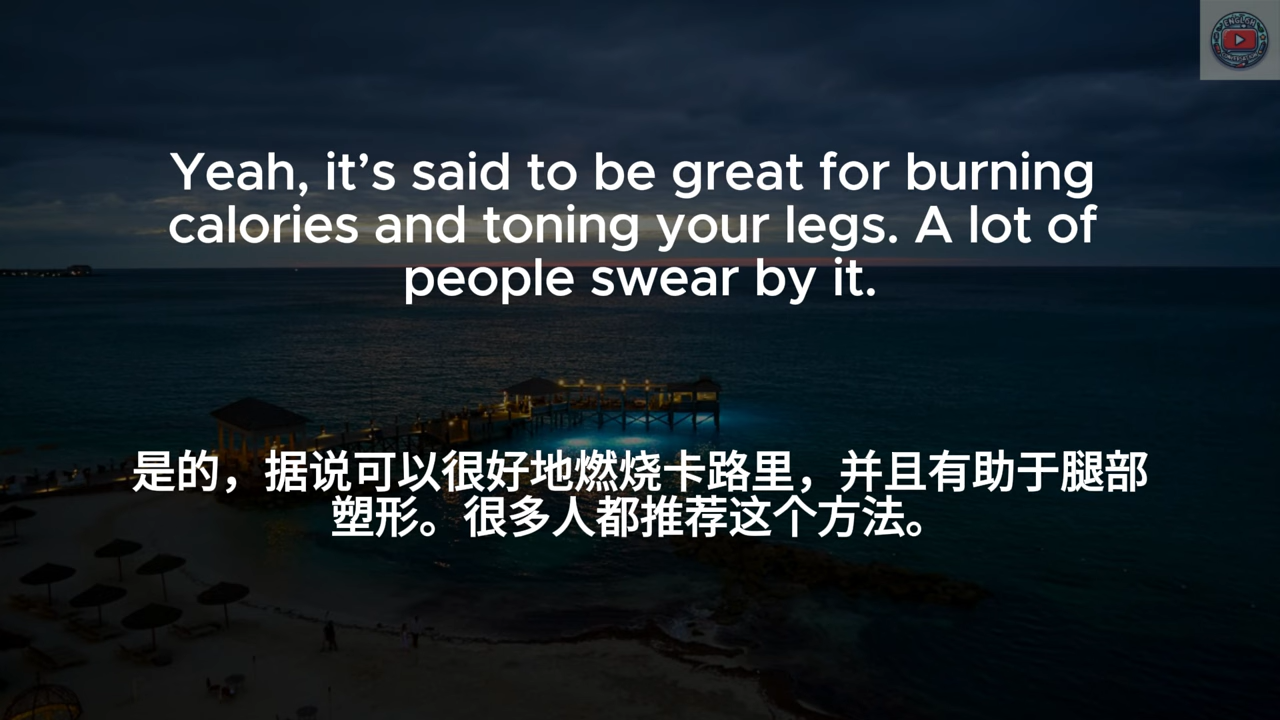 Yeah, it’s said to be great for burning
calories and toning your legs. A lot of
people swear by it.
是的，据说可以很好地燃烧卡路里，并且有助于腿部
塑形。很多人都推荐这个方法。
ENGLISH